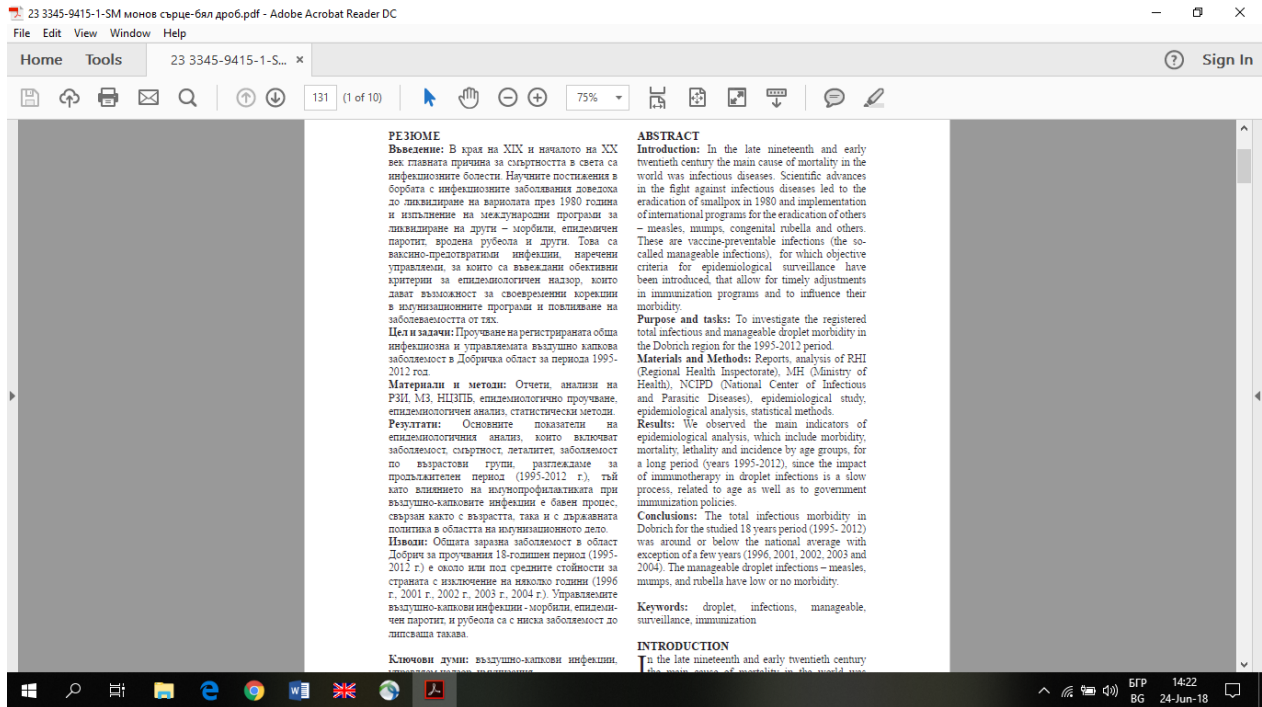 23 3345-9415-1-SM монов сърце-бял дроб.pdf - Adobe Acrobat Reader DC
File Edit View Window Help
Home Tools 23 3345-9415-1-S... × Sign In
131 (1 of 10) 75%
РЕЗЮМЕ
Въведение: В края на XIX и началото на XX
век главната причина за смъртността в света са
инфекциозните болести. Научните постижения в
борбата с инфекциозните заболявания доведоха
до ликвидиране на вариолата през 1980 година
и изпълнение на международни програми за
ликвидиране на други – морбили, епидемичен
паротит, вродена рубеола и други. Това са
ваксино-предотвратими инфекции, наречени
управляеми, за които са въвеждани обективни
критерии за епидемиологичен надзор, които
дават възможност за своевременни корекции
в имунизационните програми и повлияване на
заболеваемостта от тях.
Цел и задачи: Проучване на регистрираната обща
инфекциозна и управляемата въздушно капкова
заболяемост в Добричка област за периода 1995-
2012 год.
Материали и методи: Отчети, анализи на
РЗИ, МЗ, НЦЗПБ, епидемиологично проучване,
епидемиологичен анализ, статистически методи.
Резултати: Основните показатели на
епидемиологичния анализ, които включват
заболяемост, смъртност, леталитет, заболяемост
по възрастови групи, разглеждаме за
продължителен период (1995-2012 г.), тъй
като влиянието на имунопрофилактиката при
въздушно-капковите инфекции е бавен процес,
свързан както с възрастта, така и с държавната
политика в областта на имунизационното дело.
Изводи: Общата заразна заболяемост в област
Добрич за проучвания 18-годишен период (1995-
2012 г.) е около или под средните стойности за
страната с изключение на няколко години (1996
г., 2001 г., 2002 г., 2003 г., 2004 г.). Управляемите
въздушно-капкови инфекции - морбили, епидеми-
чен паротит, и рубеола са с ниска заболяемост до
липсваща такава.
Ключови думи: въздушно-капкови инфекции,
ABSTRACT
Introduction: In the late nineteenth and early
twentieth century the main cause of mortality in the
world was infectious diseases. Scientific advances
in the fight against infectious diseases led to the
eradication of smallpox in 1980 and implementation
of international programs for the eradication of others
– measles, mumps, congenital rubella and others.
These are vaccine-preventable infections (the so-
called manageable infections), for which objective
criteria for epidemiological surveillance have
been introduced, that allow for timely adjustments
in immunization programs and to influence their
morbidity.
Purpose and tasks: To investigate the registered
total infectious and manageable droplet morbidity in
the Dobrich region for the 1995-2012 period.
Materials and Methods: Reports, analysis of RHI
(Regional Health Inspectorate), MH (Ministry of
Health), NCIPD (National Center of Infectious
and Parasitic Diseases), epidemiological study,
epidemiological analysis, statistical methods.
Results: We observed the main indicators of
epidemiological analysis, which include morbidity,
mortality, lethality and incidence by age groups, for
a long period (years 1995-2012), since the impact
of immunotherapy in droplet infections is a slow
process, related to age as well as to government
immunization policies.
Conclusions: The total infectious morbidity in
Dobrich for the studied 18 years period (1995- 2012)
was around or below the national average with
exception of a few years (1996, 2001, 2002, 2003 and
2004). The manageable droplet infections – measles,
mumps, and rubella have low or no morbidity.
Keywords: droplet, infections, manageable,
surveillance, immunization
INTRODUCTION
In the late nineteenth and early twentieth century
the main cause of mortality in the world was
БГР 14:22
BG 24-Jun-18